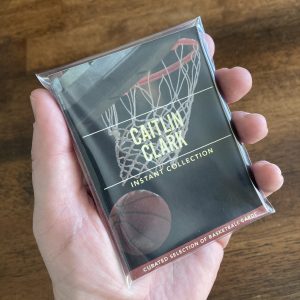 CAITLIN
CLARK
INSTANT COLLECTION
CURATED SELECTION OF BASKETBALL CARDS